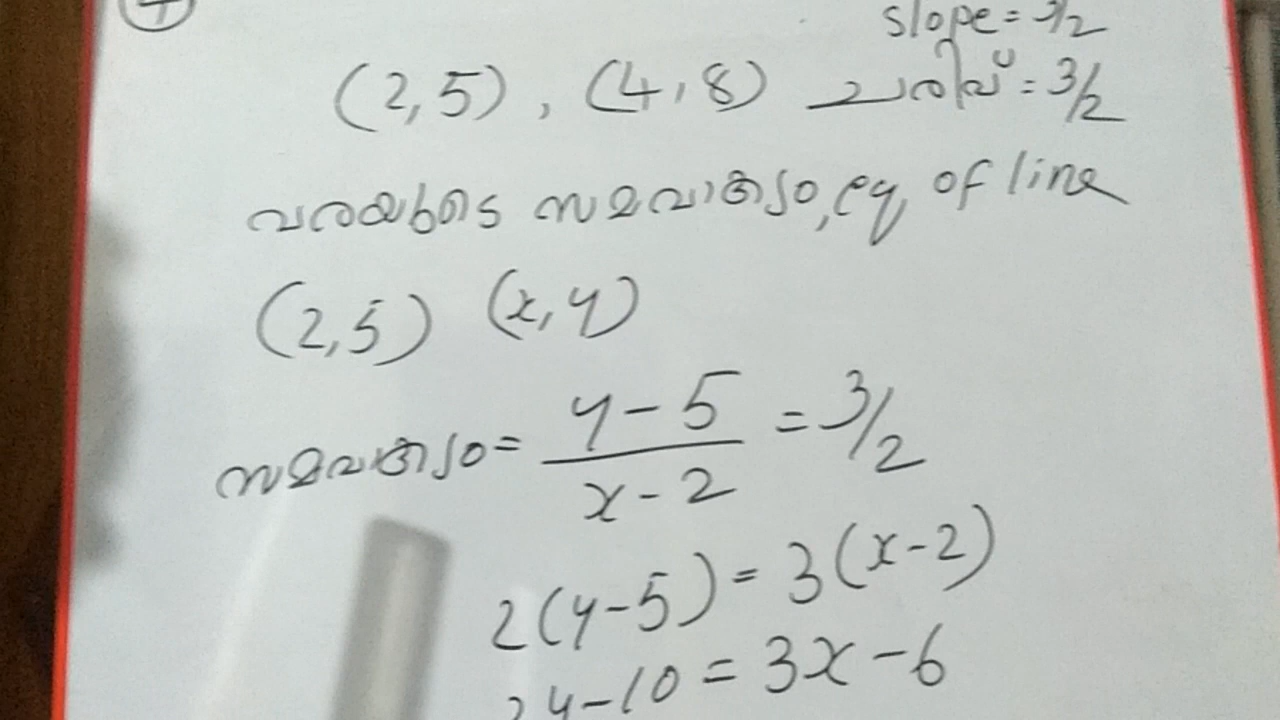 slope = 3/2
(2,5), (4,8) ചരിവ് = 3/2
വരയുടെ സമവാക്യം, eq of line
(2,5) (x,y)
സമവാക്യം = y-5 / x-2 = 3/2
2(y-5) = 3(x-2)
2y-10 = 3x-6